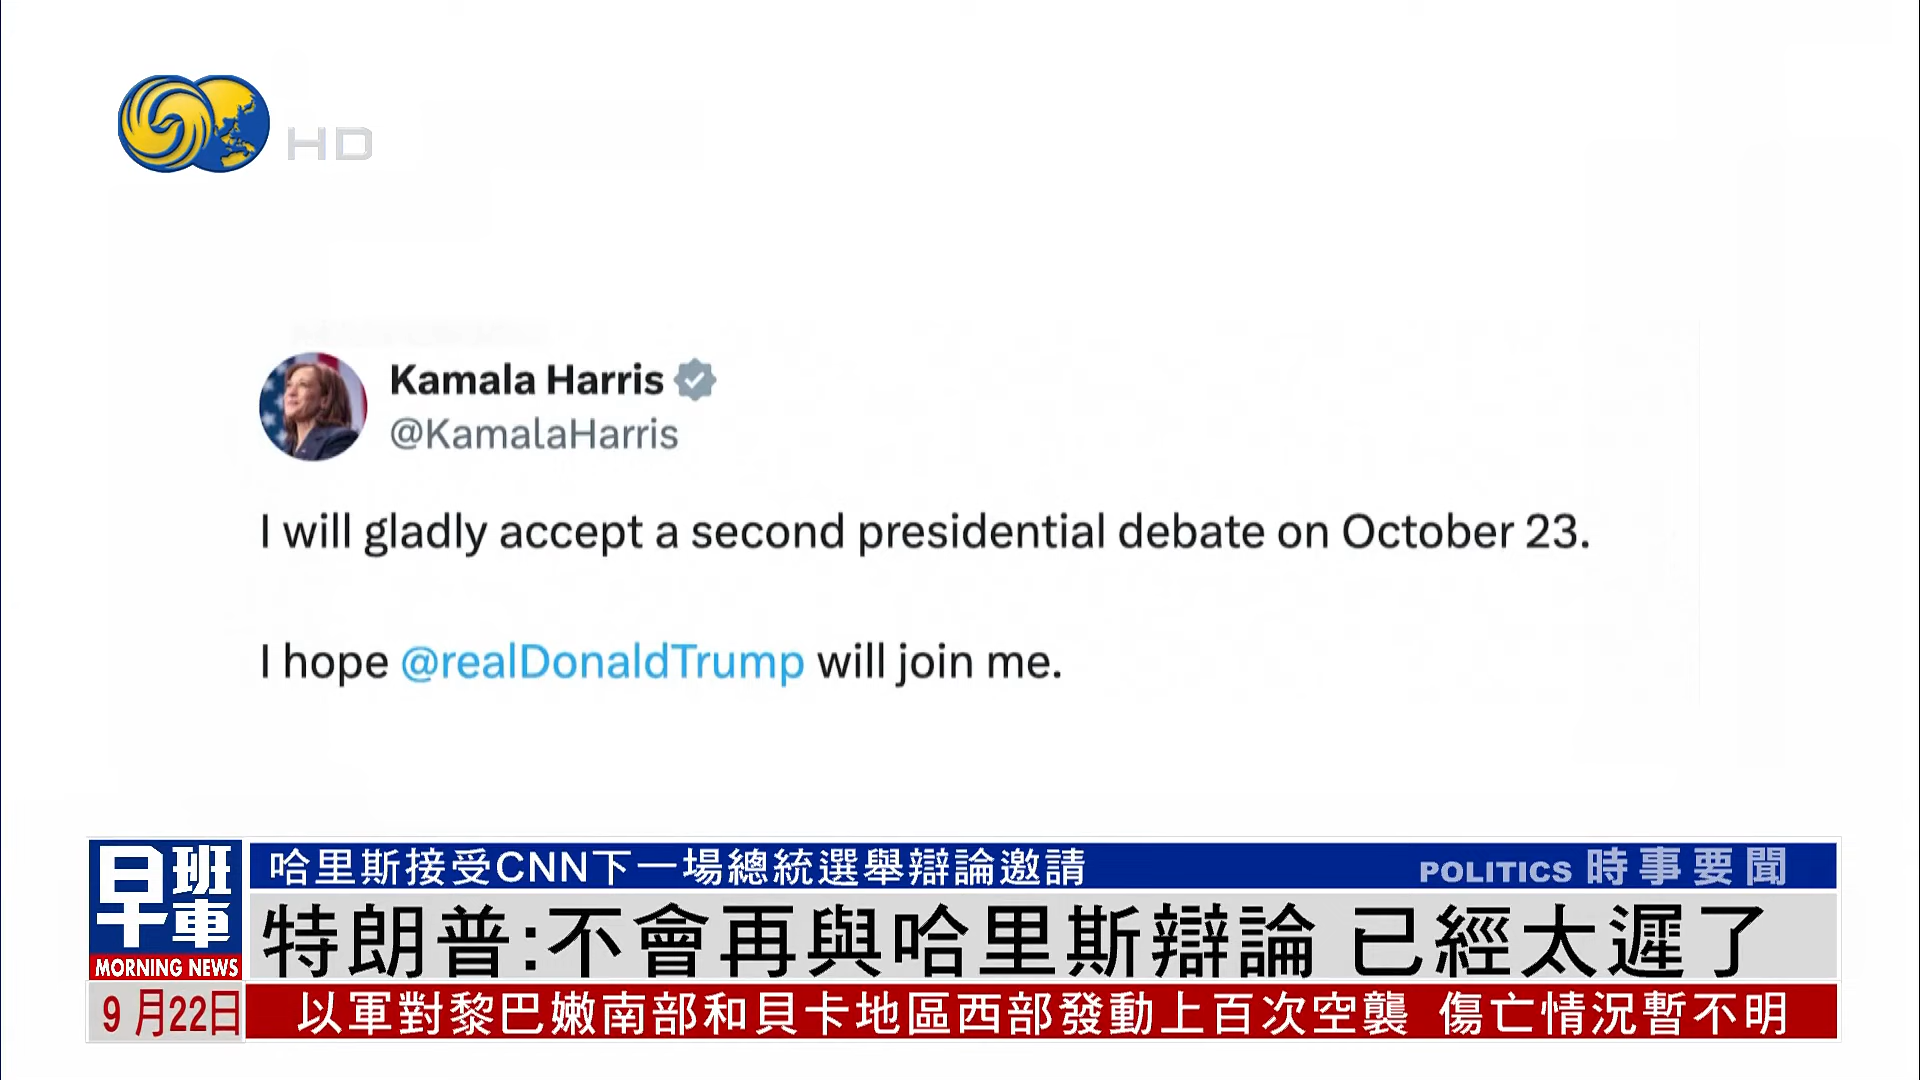 HD
Kamala Harris
@KamalaHarris
I will gladly accept a second presidential debate on October 23.
I hope @realDonaldTrump will join me.
早班車
MORNING NEWS
哈里斯接受CNN下一場總統選舉辯論邀請
POLITICS 時事要聞
特朗普:不會再與哈里斯辯論 已經太遲了
9月22日
以軍對黎巴嫩南部和貝卡地區西部發動上百次空襲 傷亡情況暫不明